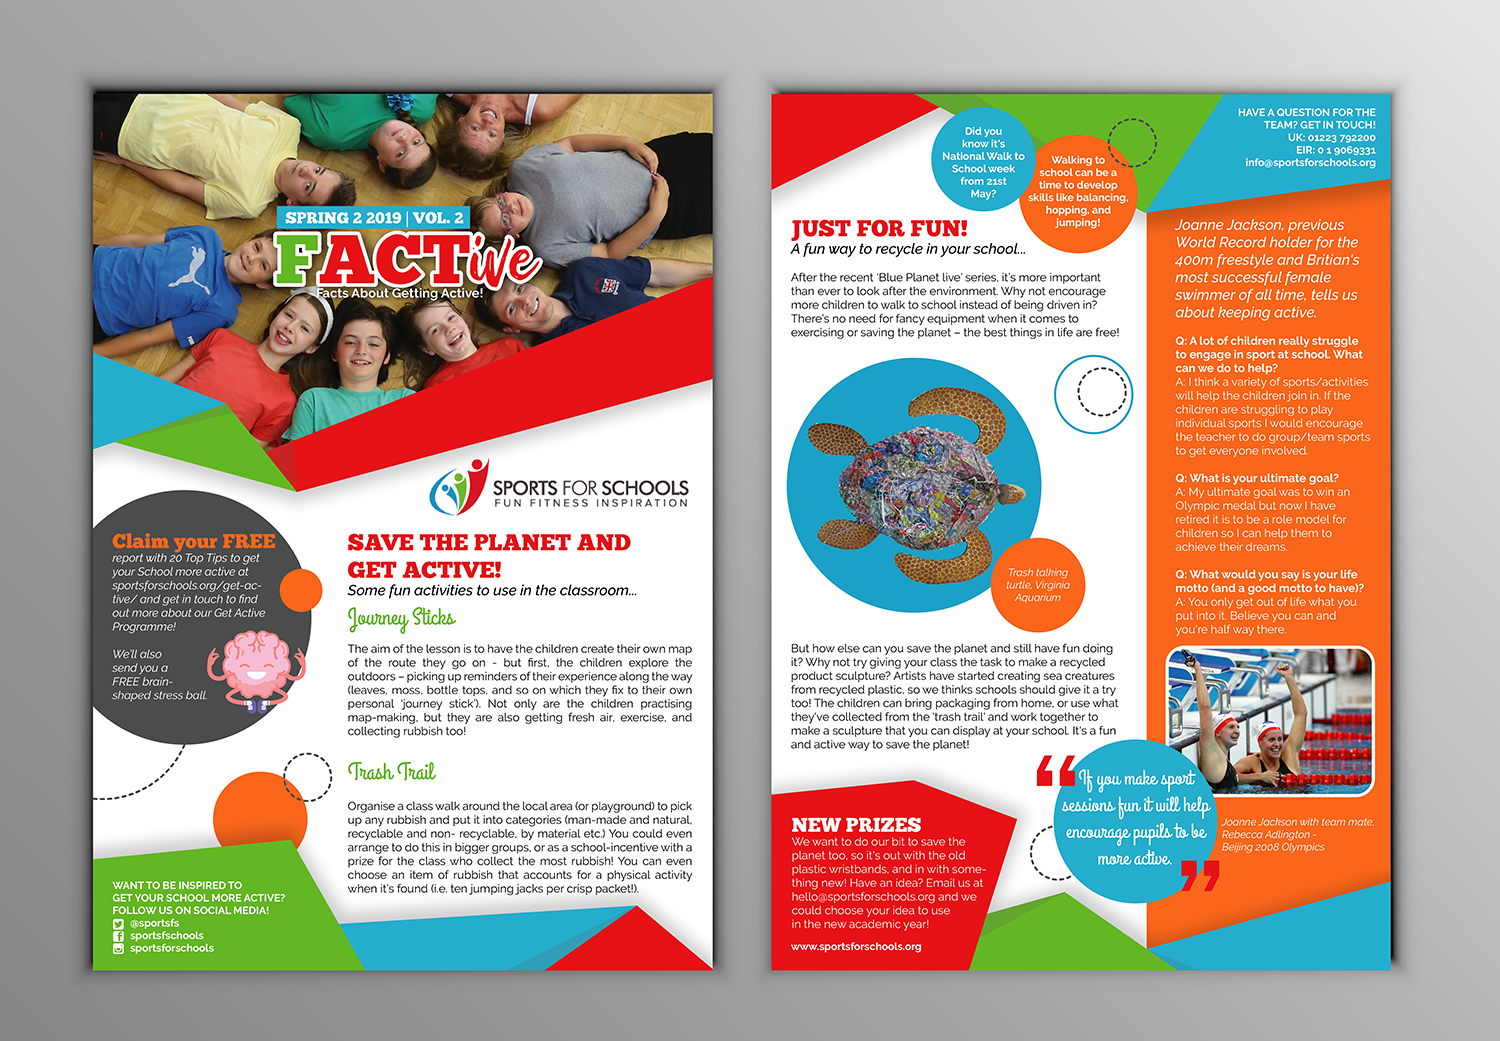 SPRING 2 2019 | VOL. 2
FACTive
Facts About Getting Active!
SPORTS FOR SCHOOLS
FUN FITNESS INSPIRATION
Claim your FREE
report with 20 Top Tips to get
your School more active at
sportsforschools.org/get-ac-
tive/ and get in touch to find
out more about our Get Active
Programme!
We'll also
send you a
FREE brain-
shaped stress ball.
SAVE THE PLANET AND
GET ACTIVE!
Some fun activities to use in the classroom...
Journey Sticks
The aim of the lesson is to have the children create their own map
of the route they go on - but first, the children explore the
outdoors – picking up reminders of their experience along the way
(leaves, moss, bottle tops, and so on which they fix to their own
personal 'journey stick'). Not only are the children practising
map-making, but they are also getting fresh air, exercise, and
collecting rubbish too!
Trash Trail
Organise a class walk around the local area (or playground) to pick
up any rubbish and put it into categories (man-made and natural,
recyclable and non- recyclable, by material etc.) You could even
arrange to do this in bigger groups, or as a school-incentive with a
prize for the class who collect the most rubbish! You can even
choose an item of rubbish that accounts for a physical activity
when it's found (i.e. ten jumping jacks per crisp packet!).
WANT TO BE INSPIRED TO
GET YOUR SCHOOL MORE ACTIVE?
FOLLOW US ON SOCIAL MEDIA!
@sportsfs
sportsfschools
sportsforschools
Did you
know it's
National Walk to
School week
from 21st
May?
Walking to
school can be a
time to develop
skills like balancing,
hopping, and
jumping!
HAVE A QUESTION FOR THE
TEAM? GET IN TOUCH!
UK: 01223 792200
EIR: 0 1 9069331
info@sportsforschools.org
JUST FOR FUN!
A fun way to recycle in your school...
After the recent 'Blue Planet live' series, it's more important
than ever to look after the environment. Why not encourage
more children to walk to school instead of being driven in?
There's no need for fancy equipment when it comes to
exercising or saving the planet – the best things in life are free!
Trash talking
turtle, Virginia
Aquarium
But how else can you save the planet and still have fun doing
it? Why not try giving your class the task to make a recycled
product sculpture? Artists have started creating sea creatures
from recycled plastic, so we thinks schools should give it a try
too! The children can bring packaging from home, or use what
they've collected from the 'trash trail' and work together to
make a sculpture that you can display at your school. It's a fun
and active way to save the planet!
NEW PRIZES
We want to do our bit to save the
planet too, so it's out with the old
plastic wristbands, and in with some-
thing new! Have an idea? Email us at
hello@sportsforschools.org and we
could choose your idea to use
in the new academic year!
www.sportsforschools.org
Joanne Jackson, previous
World Record holder for the
400m freestyle and Britian's
most successful female
swimmer of all time, tells us
about keeping active.
Q: A lot of children really struggle
to engage in sport at school. What
can we do to help?
A: I think a variety of sports/activities
will help the children join in. If the
children are struggling to play
individual sports I would encourage
the teacher to do group/team sports
to get everyone involved.
Q: What is your ultimate goal?
A: My ultimate goal was to win an
Olympic medal but now I have
retired it is to be a role model for
children so I can help them to
achieve their dreams.
Q: What would you say is your life
motto (and a good motto to have)?
A: You only get out of life what you
put into it. Believe you can and
you're half way there.
"If you make sport
sessions fun it will help
encourage pupils to be
more active."
Joanne Jackson with team mate,
Rebecca Adlington -
Beijing 2008 Olympics